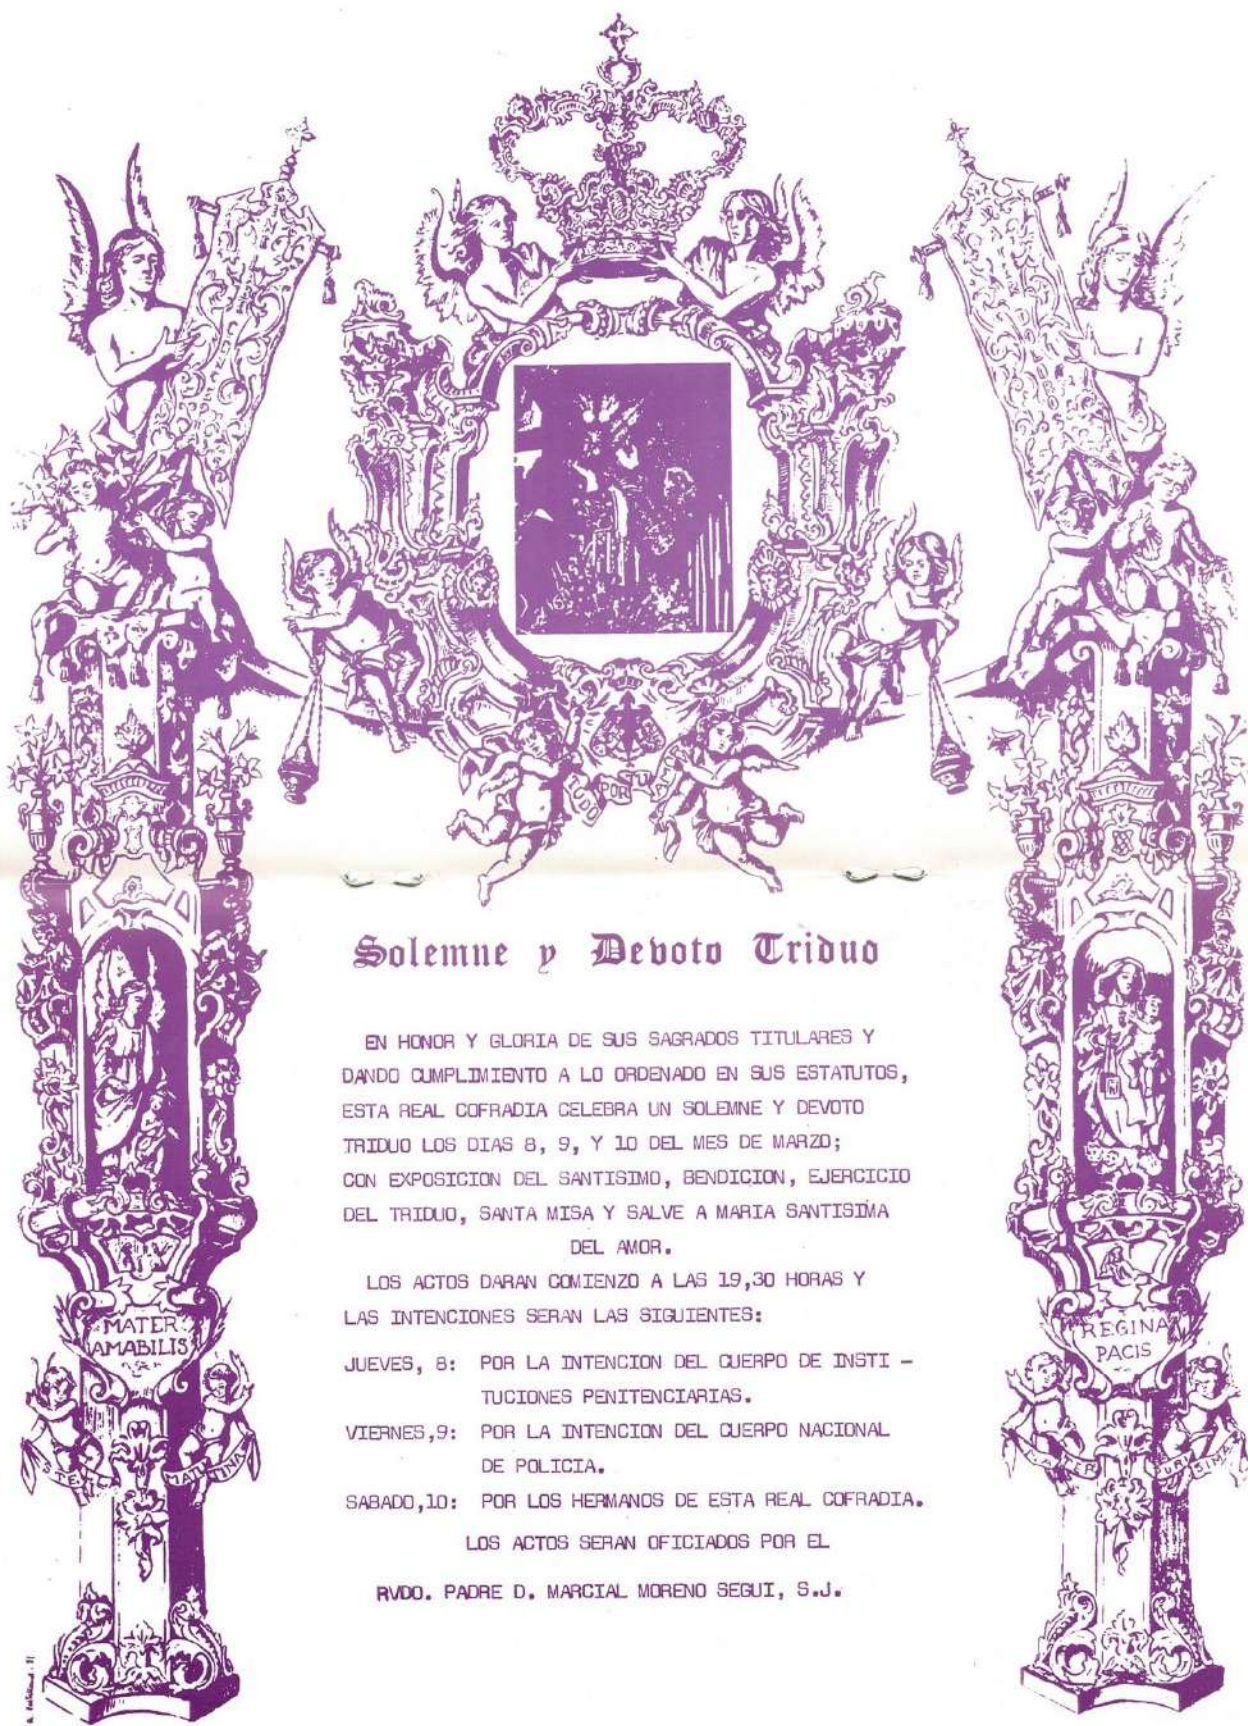 POR TU
Solemne y Devoto Triduo
EN HONOR Y GLORIA DE SUS SAGRADOS TITULARES Y
DANDO CUMPLIMIENTO A LO ORDENADO EN SUS ESTATUTOS,
ESTA REAL COFRADIA CELEBRA UN SOLEMNE Y DEVOTO
TRIDUO LOS DIAS 8, 9, Y 10 DEL MES DE MARZO;
CON EXPOSICION DEL SANTISIMO, BENDICION, EJERCICIO
DEL TRIDUO, SANTA MISA Y SALVE A MARIA SANTISIMA
DEL AMOR.
LOS ACTOS DARAN COMIENZO A LAS 19,30 HORAS Y
LAS INTENCIONES SERAN LAS SIGUIENTES:
JUEVES, 8: POR LA INTENCION DEL CUERPO DE INSTI -
TUCIONES PENITENCIARIAS.
VIERNES,9: POR LA INTENCION DEL CUERPO NACIONAL
DE POLICIA.
SABADO,10: POR LOS HERMANOS DE ESTA REAL COFRADIA.
LOS ACTOS SERAN OFICIADOS POR EL
RVDO. PADRE D. MARCIAL MORENO SEGUI, S.J.
MATER
AMABILIS
REGINA
PACIS
MATUTINA
MATER PURISIMA